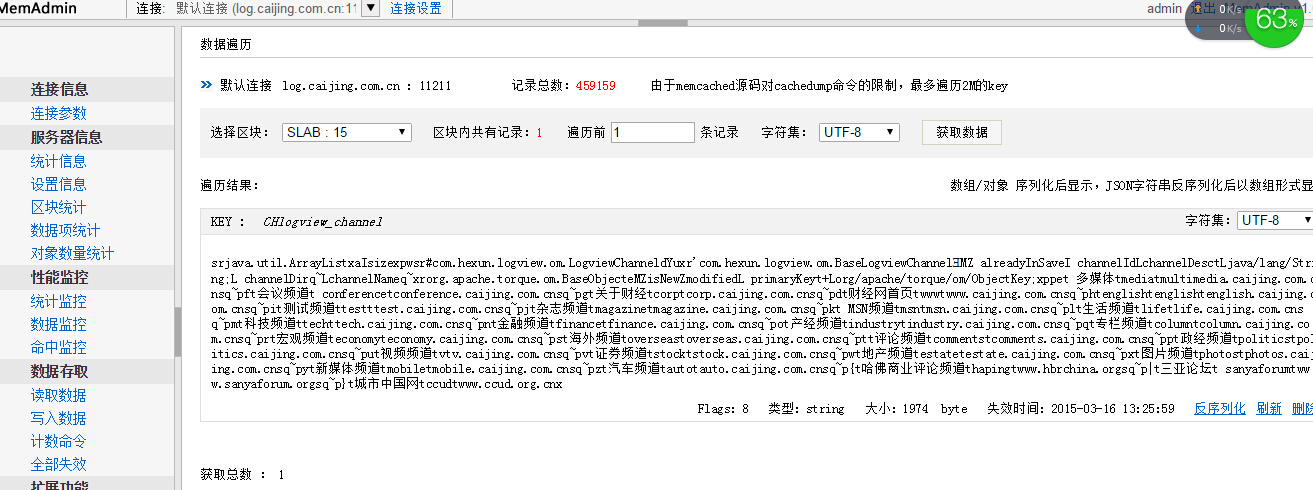 MemAdmin 连接: 默认连接 (log.caijing.com.cn:11 连接设置 admin 退出
0K/s
0K/s
63%
数据遍历
默认连接 log.caijing.com.cn : 11211 记录总数: 459159 由于memcached源码对cachedump命令的限制，最多遍历2M的key
选择区块: SLAB : 15 区块内共有记录: 1 遍历前 1 条记录 字符集: UTF-8 获取数据
遍历结果: 数组/对象 序列化后显示，JSON字符串反序列化后以数组形式显
KEY : CHlogview_channel 字符集: UTF-8
srjava.util.ArrayListxaIsizexpwsr#com.hexun.logview.om.LogviewChanneldYuxr'com.hexun.logview.om.BaseLogviewChannelƎMZ alreadyInSaveI channelIdLchannelDesctLjava/lang/Stri
ng;L channelDirq~LchannelNameq~xrorg.apache.torque.om.BaseObjecteMZisNewZmodifiedL primaryKeyt+Lorg/apache/torque/om/ObjectKey;xppet 多媒体tmediatmultimedia.caijing.com.c
nsq~pft会议频道t conferencetconference.caijing.com.cnsq~pgt关于财经tcorptcorp.caijing.com.cnsq~pdt财经网首页twwwtwww.caijing.com.cnsq~phtenglishtenglishtenglish.caijing.c
om.cnsq~pit测试频道ttestttest.caijing.com.cnsq~pjt杂志频道tmagazinetmagazine.caijing.com.cnsq~pkt MSN频道tmsntmsn.caijing.com.cnsq~plt生活频道tlifetlife.caijing.com.cns
q~pmt科技频道ttechttech.caijing.com.cnsq~pnt金融频道tfinancetfinance.caijing.com.cnsq~pot产经频道tindustrytindustry.caijing.com.cnsq~pqt专栏频道tcolumntcolumn.caijing.co
m.cnsq~prt宏观频道teconomyteconomy.caijing.com.cnsq~pst海外频道toverseastoverseas.caijing.com.cnsq~ptt评论频道tcommentstcomments.caijing.com.cnsq~ppt政经频道tpoliticstpol
itics.caijing.com.cnsq~put视频频道tvtv.caijing.com.cnsq~pvt证券频道tstocktstock.caijing.com.cnsq~pwt地产频道testatetestate.caijing.com.cnsq~pxt图片频道tphotostphotos.caij
ing.com.cnsq~pyt新媒体频道tmobiletmobile.caijing.com.cnsq~pzt汽车频道tautotauto.caijing.com.cnsq~p{t哈佛商业评论频道thapingtwww.hbrchina.orgsq~p|t三亚论坛t sanyaforumtww
w.sanyaforum.orgsq~p}t城市中国网tccudtwww.ccud.org.cnx
Flags: 8 类型: string 大小: 1974 byte 失效时间: 2015-03-16 13:25:59 反序列化 刷新 删除
获取总数 : 1
连接信息
连接参数
服务器信息
统计信息
设置信息
区块统计
数据项统计
对象数量统计
性能监控
统计监控
数据监控
命中监控
数据存取
读取数据
写入数据
计数命令
全部失效
扩展功能